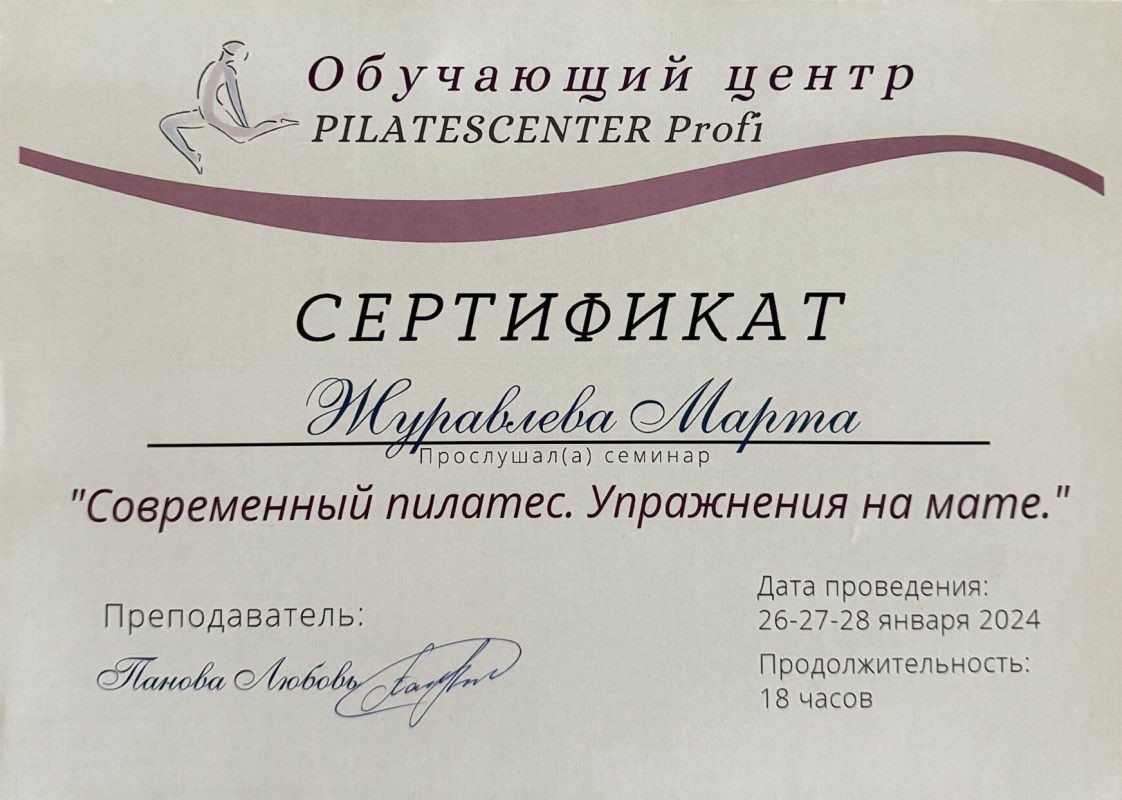 Обучающий центр
PILATESCENTER Profi
СЕРТИФИКАТ
Журавлева Марта
Прослушал(а) семинар
"Современный пилатес. Упражнения на мате."
Преподаватель:
Панова Любовь
Дата проведения:
26-27-28 января 2024
Продолжительность:
18 часов